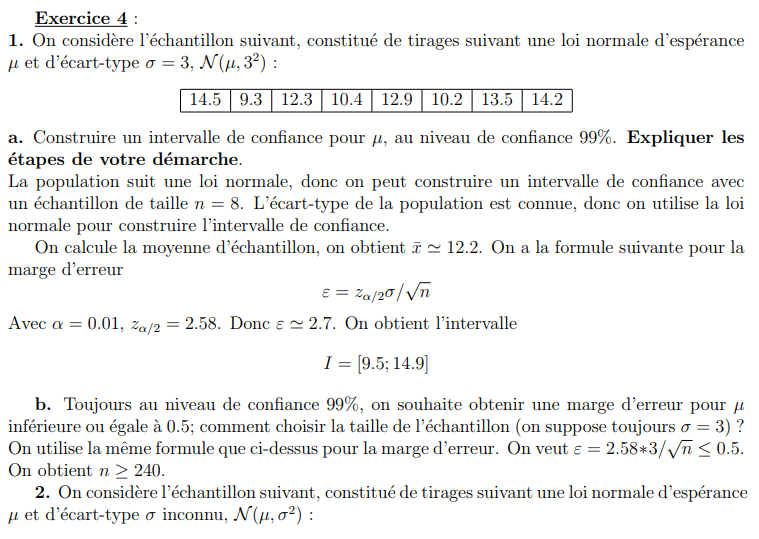 Exercice 4 :
1. On considère l'échantillon suivant, constitué de tirages suivant une loi normale d'espérance
μ et d'écart-type σ = 3, 𝒩(μ, 3²) :
14.5 | 9.3 | 12.3 | 10.4 | 12.9 | 10.2 | 13.5 | 14.2
a. Construire un intervalle de confiance pour μ, au niveau de confiance 99%. Expliquer les
étapes de votre démarche.
La population suit une loi normale, donc on peut construire un intervalle de confiance avec
un échantillon de taille n = 8. L'écart-type de la population est connue, donc on utilise la loi
normale pour construire l'intervalle de confiance.
On calcule la moyenne d'échantillon, on obtient x̄ ≃ 12.2. On a la formule suivante pour la
marge d'erreur
ε = z_{α/2}σ/√n
Avec α = 0.01, z_{α/2} = 2.58. Donc ε ≃ 2.7. On obtient l'intervalle
I = [9.5; 14.9]
b. Toujours au niveau de confiance 99%, on souhaite obtenir une marge d'erreur pour μ
inférieure ou égale à 0.5; comment choisir la taille de l'échantillon (on suppose toujours σ = 3) ?
On utilise la même formule que ci-dessus pour la marge d'erreur. On veut ε = 2.58∗3/√n ≤ 0.5.
On obtient n ≥ 240.
2. On considère l'échantillon suivant, constitué de tirages suivant une loi normale d'espérance
μ et d'écart-type σ inconnu, 𝒩(μ, σ²) :